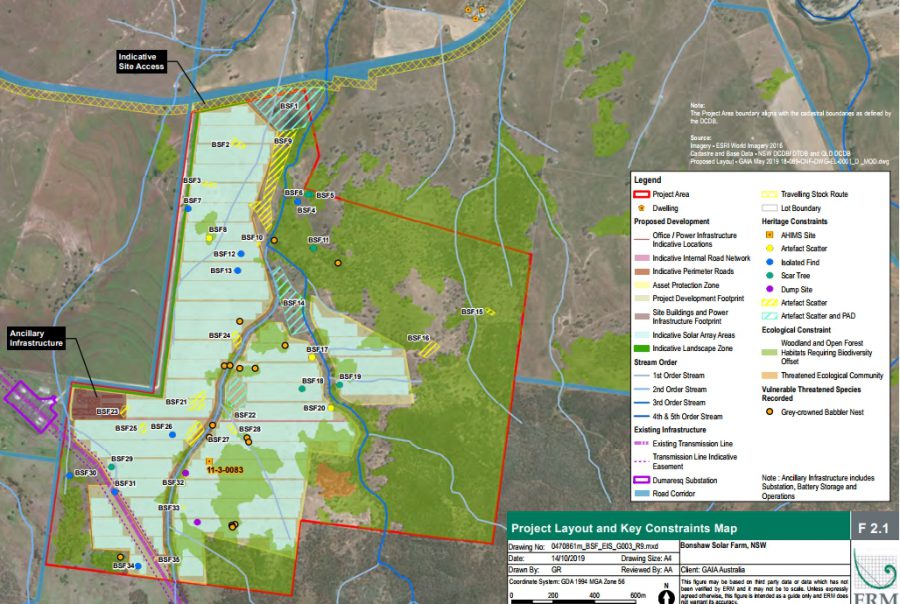 Indicative
Site Access
BSF1
BSF2
BSF9
BSF3
BSF6
BSF5
BSF7
BSF4
BSF8
BSF10
BSF11
BSF12
BSF13
BSF14
BSF15
BSF24
BSF16
Ancillary
Infrastructure
BSF17
BSF18
BSF19
BSF21
BSF20
BSF23
BSF22
BSF25
BSF26
BSF28
BSF27
BSF29
11-3-0083
BSF30
BSF31
BSF32
BSF33
BSF35
BSF34
Note:
The Project Area boundary aligns with the cadastral boundaries as defined by
the DCDB.
Source:
Imagery - ESRI World Imagery 2016
Cadastre and Base Data - NSW DCDB/DTDB and QLD DCDB
Proposed Layout - GAIA May 2019
Legend
Project Area
Dwelling
Proposed Development
Office / Power Infrastructure
Indicative Locations
Indicative Internal Road Network
Indicative Perimeter Roads
Asset Protection Zone
Project Development Footprint
Site Buildings and Power
Infrastructure Footprint
Indicative Solar Array Areas
Indicative Landscape Zone
Stream Order
1st Order Stream
2nd Order Stream
3rd Order Stream
4th & 5th Order Stream
Existing Infrastructure
Existing Transmission Line
Transmission Line Indicative
Easement
Dumaresq Substation
Road Corridor
Travelling Stock Route
Lot Boundary
Heritage Constraints
AHIMS Site
Artefact Scatter
Isolated Find
Scar Tree
Dump Site
Artefact Scatter
Artefact Scatter and PAD
Ecological Constraint
Woodland and Open Forest
Habitats Requiring Biodiversity
Offset
Threatened Ecological Community
Vulnerable Threatened Species
Recorded
Grey-crowned Babbler Nest
Note : Ancillary Infrastructure includes
Substation, Battery Storage and
Operations
Project Layout and Key Constraints Map
F 2.1
Drawing No: 0470861m_BSF_EIS_G003_R9.mxd
Date: 14/10/2019 Drawing Size: A4
Drawn By: GR Reviewed By: AA
Bonshaw Solar Farm, NSW
Client: GAIA Australia
Coordinate System: GDA 1994 MGA Zone 56
N
0 200 400 600m
This figure may be based on third party data or data which has not
been verified by ERM and it may not be to scale. Unless expressly
agreed otherwise, this figure is intended as a guide only and ERM does
not warrant its accuracy.
ERM